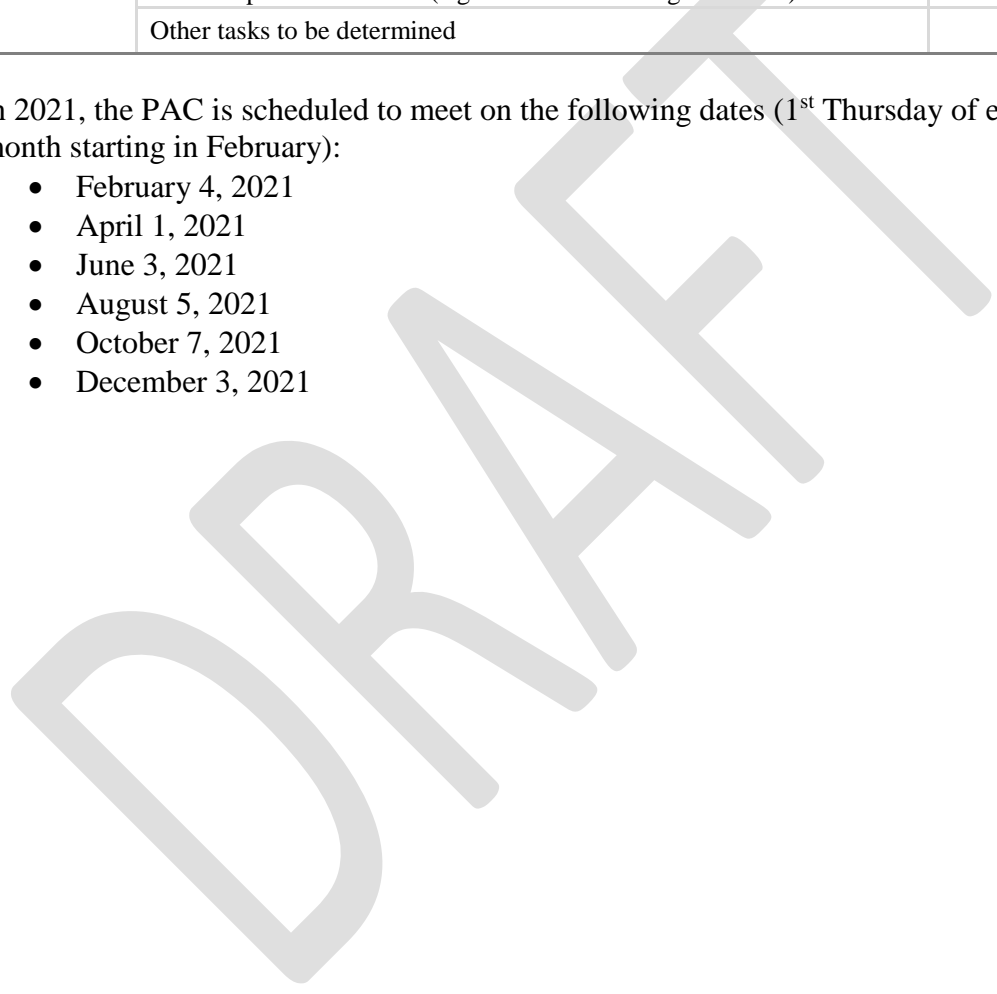 Other tasks to be determined
2021, the PAC is scheduled to meet on the following dates (1st Thursday of
starting in February):
• February 4, 2021
• April 1, 2021
• June 3, 2021
• August 5, 2021
• October 7, 2021
• December 3, 2021
DRAFT